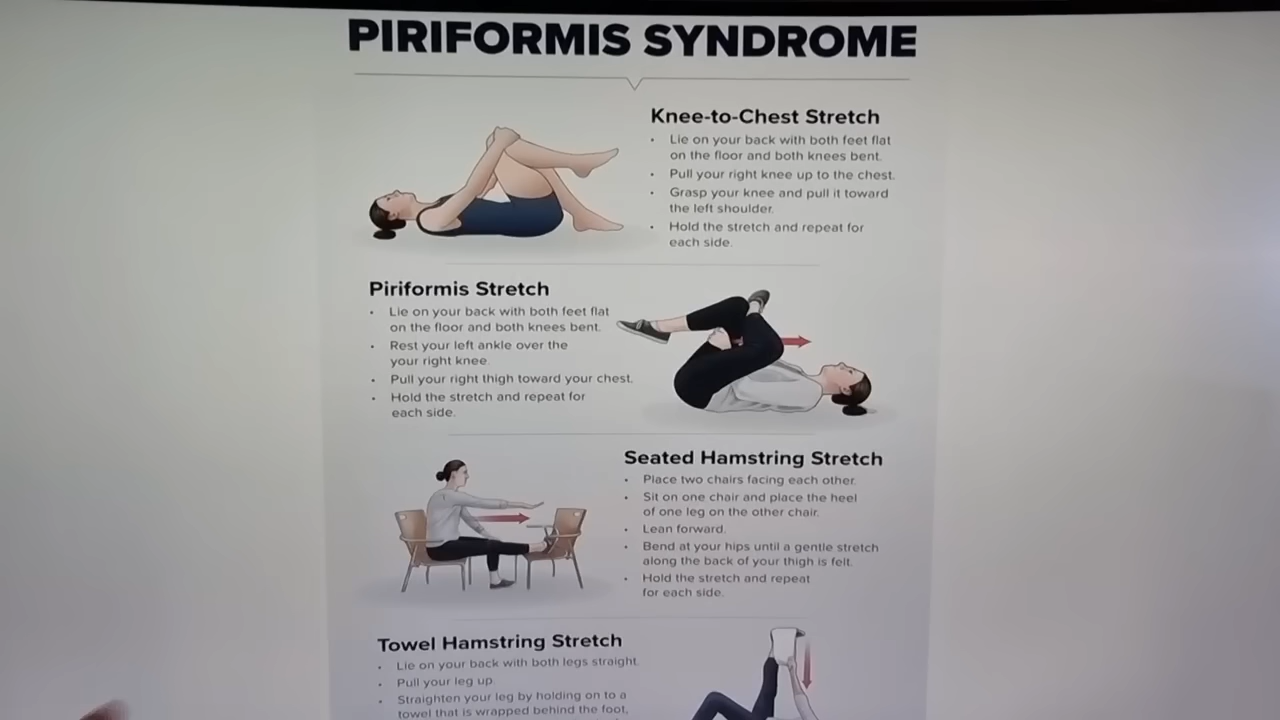 PIRIFORMIS SYNDROME
Knee-to-Chest Stretch
• Lie on your back with both feet flat
on the floor and both knees bent.
• Pull your right knee up to the chest.
• Grasp your knee and pull it toward
the left shoulder.
• Hold the stretch and repeat for
each side.
Piriformis Stretch
• Lie on your back with both feet flat
on the floor and both knees bent.
• Rest your left ankle over the
your right knee.
• Pull your right thigh toward your chest.
• Hold the stretch and repeat for
each side.
Seated Hamstring Stretch
• Place two chairs facing each other.
• Sit on one chair and place the heel
of one leg on the other chair.
• Lean forward.
• Bend at your hips until a gentle stretch
along the back of your thigh is felt.
• Hold the stretch and repeat
for each side.
Towel Hamstring Stretch
• Lie on your back with both legs straight.
• Pull your leg up
• Straighten your leg by holding on to a
towel that is wrapped behind the foot,